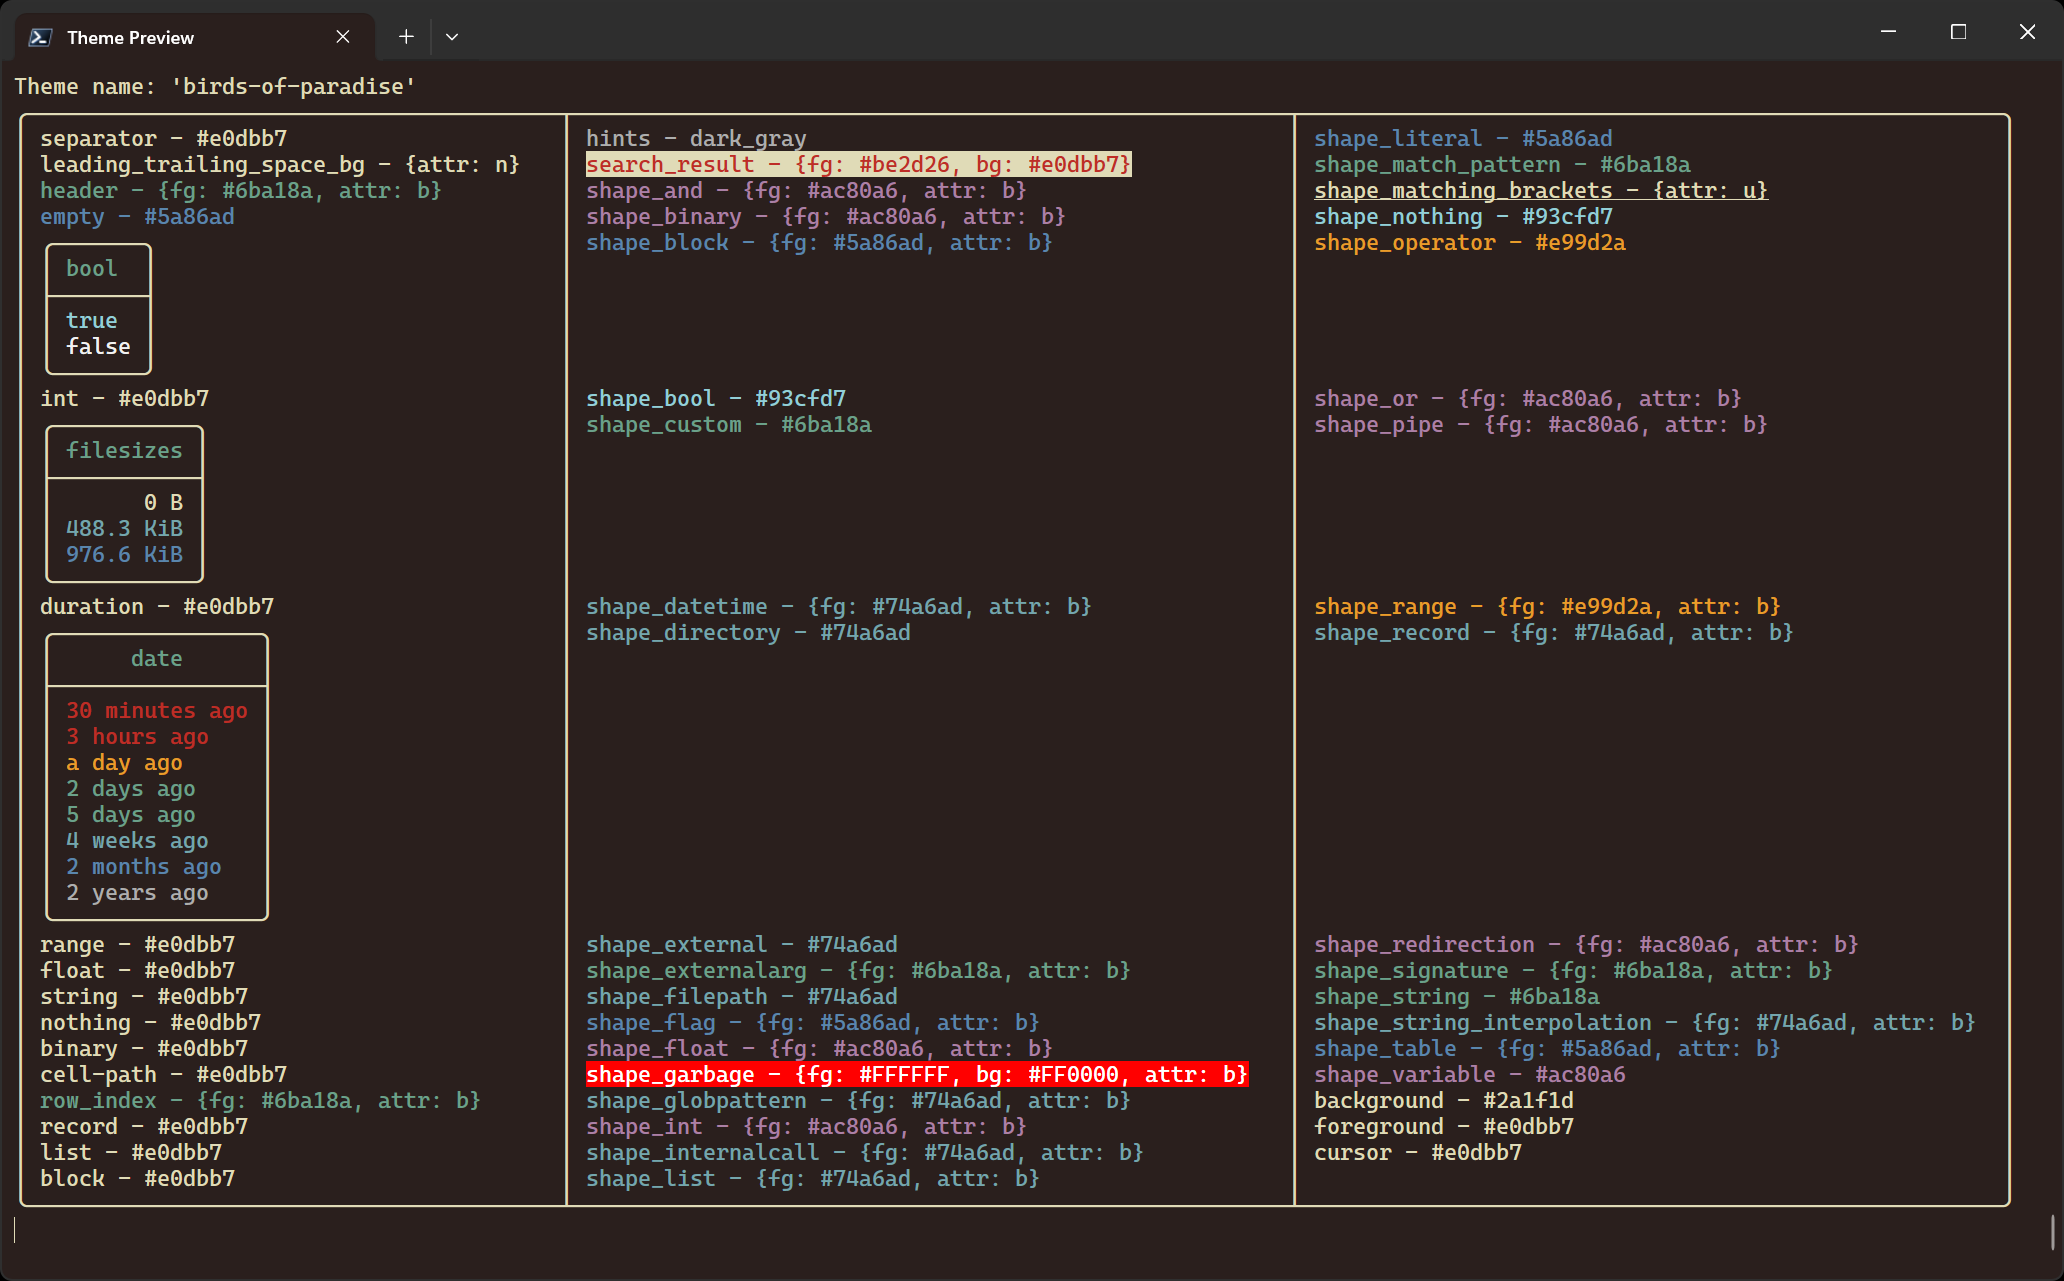 Theme Preview
Theme name: 'birds-of-paradise'
separator - #e0dbb7
leading_trailing_space_bg - {attr: n}
header - {fg: #6ba18a, attr: b}
empty - #5a86ad
bool
true
false
int - #e0dbb7
filesizes
0 B
488.3 KiB
976.6 KiB
duration - #e0dbb7
date
30 minutes ago
3 hours ago
a day ago
2 days ago
5 days ago
4 weeks ago
2 months ago
2 years ago
range - #e0dbb7
float - #e0dbb7
string - #e0dbb7
nothing - #e0dbb7
binary - #e0dbb7
cell-path - #e0dbb7
row_index - {fg: #6ba18a, attr: b}
record - #e0dbb7
list - #e0dbb7
block - #e0dbb7
hints - dark_gray
search_result - {fg: #be2d26, bg: #e0dbb7}
shape_and - {fg: #ac80a6, attr: b}
shape_binary - {fg: #ac80a6, attr: b}
shape_block - {fg: #5a86ad, attr: b}
shape_bool - #93cfd7
shape_custom - #6ba18a
shape_datetime - {fg: #74a6ad, attr: b}
shape_directory - #74a6ad
shape_external - #74a6ad
shape_externalarg - {fg: #6ba18a, attr: b}
shape_filepath - #74a6ad
shape_flag - {fg: #5a86ad, attr: b}
shape_float - {fg: #ac80a6, attr: b}
shape_garbage - {fg: #FFFFFF, bg: #FF0000, attr: b}
shape_globpattern - {fg: #74a6ad, attr: b}
shape_int - {fg: #ac80a6, attr: b}
shape_internalcall - {fg: #74a6ad, attr: b}
shape_list - {fg: #74a6ad, attr: b}
shape_literal - #5a86ad
shape_match_pattern - #6ba18a
shape_matching_brackets - {attr: u}
shape_nothing - #93cfd7
shape_operator - #e99d2a
shape_or - {fg: #ac80a6, attr: b}
shape_pipe - {fg: #ac80a6, attr: b}
shape_range - {fg: #e99d2a, attr: b}
shape_record - {fg: #74a6ad, attr: b}
shape_redirection - {fg: #ac80a6, attr: b}
shape_signature - {fg: #6ba18a, attr: b}
shape_string - #6ba18a
shape_string_interpolation - {fg: #74a6ad, attr: b}
shape_table - {fg: #5a86ad, attr: b}
shape_variable - #ac80a6
background - #2a1f1d
foreground - #e0dbb7
cursor - #e0dbb7